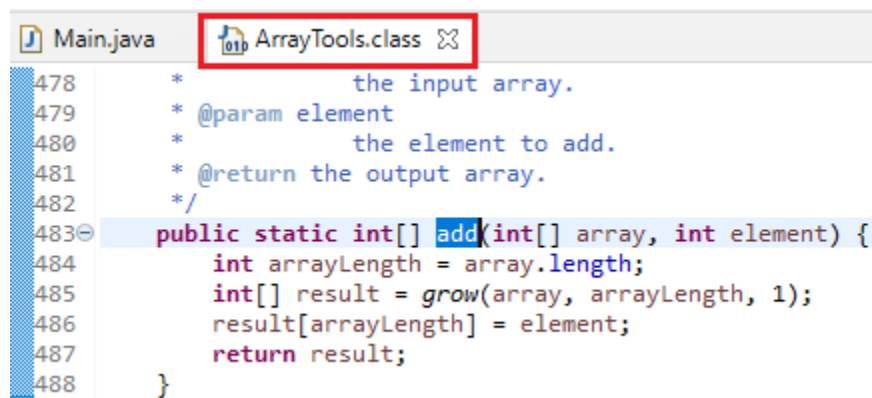 Main.java ArrayTools.class
478 * the input array.
479 * @param element
480 * the element to add.
481 * @return the output array.
482 */
483 public static int[] add(int[] array, int element) {
484 int arrayLength = array.length;
485 int[] result = grow(array, arrayLength, 1);
486 result[arrayLength] = element;
487 return result;
488 }